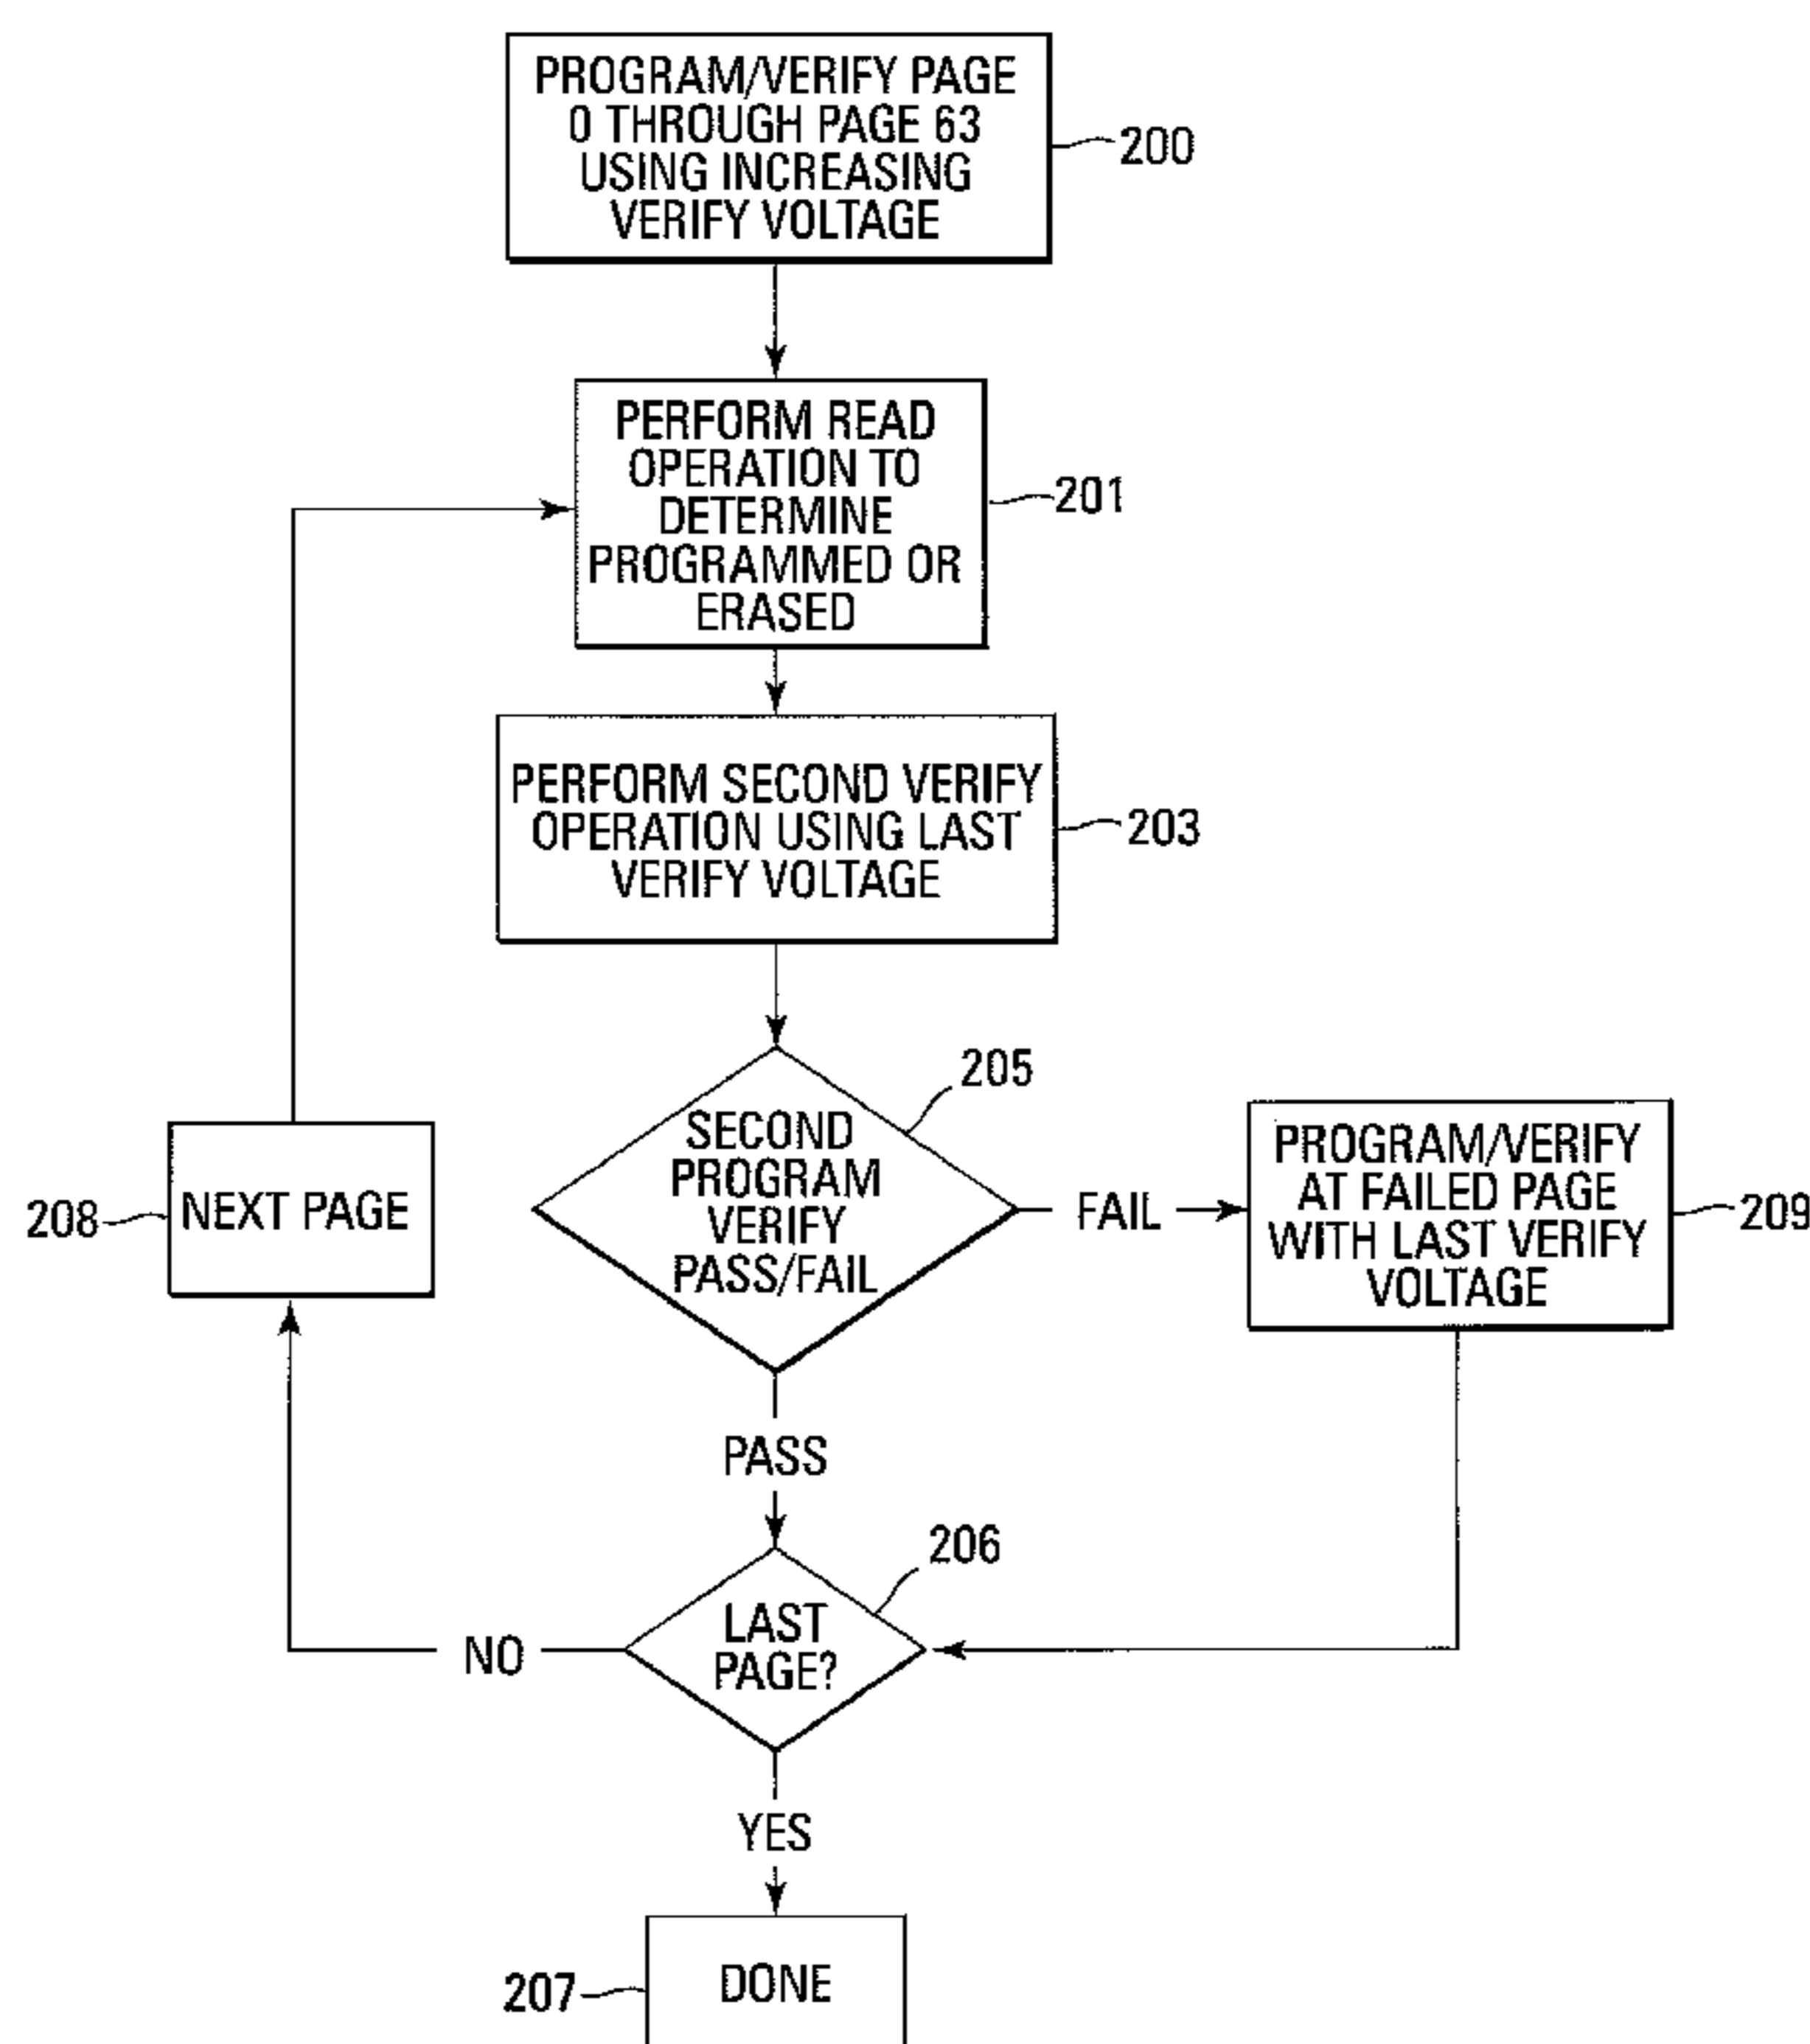 PROGRAM/VERIFY PAGE
0 THROUGH PAGE 63
USING INCREASING
VERIFY VOLTAGE
200
PERFORM READ
OPERATION TO
DETERMINE
PROGRAMMED OR
ERASED
201
PERFORM SECOND VERIFY
OPERATION USING LAST
VERIFY VOLTAGE
203
205
SECOND
PROGRAM
VERIFY
PASS/FAIL
FAIL
PROGRAM/VERIFY
AT FAILED PAGE
WITH LAST VERIFY
VOLTAGE
209
208
NEXT PAGE
PASS
206
LAST
PAGE?
NO
YES
207
DONE